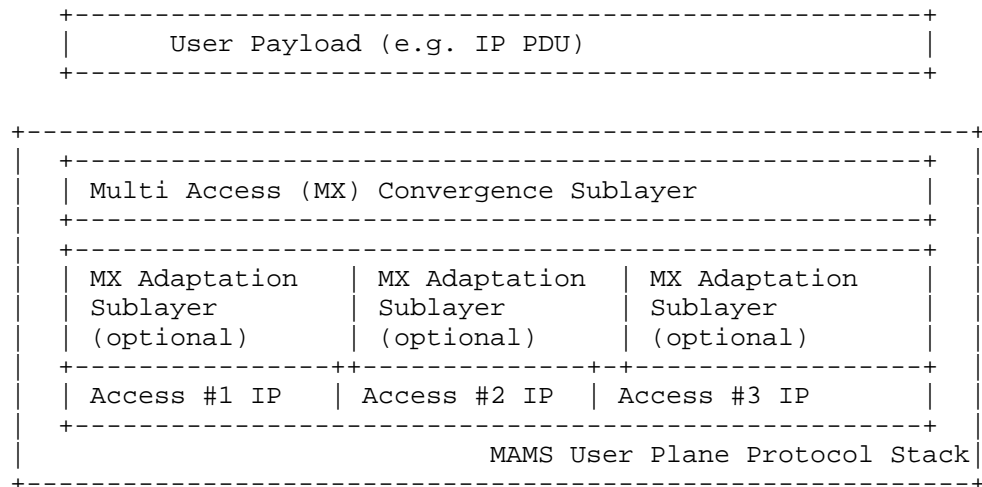 User Payload (e.g. IP PDU)
Multi Access (MX) Convergence Sublayer
MX Adaptation | MX Adaptation | MX Adaptation
Sublayer | Sublayer | Sublayer
(optional) | (optional) | (optional)
Access #1 IP | Access #2 IP | Access #3 IP
MAMS User Plane Protocol Stack